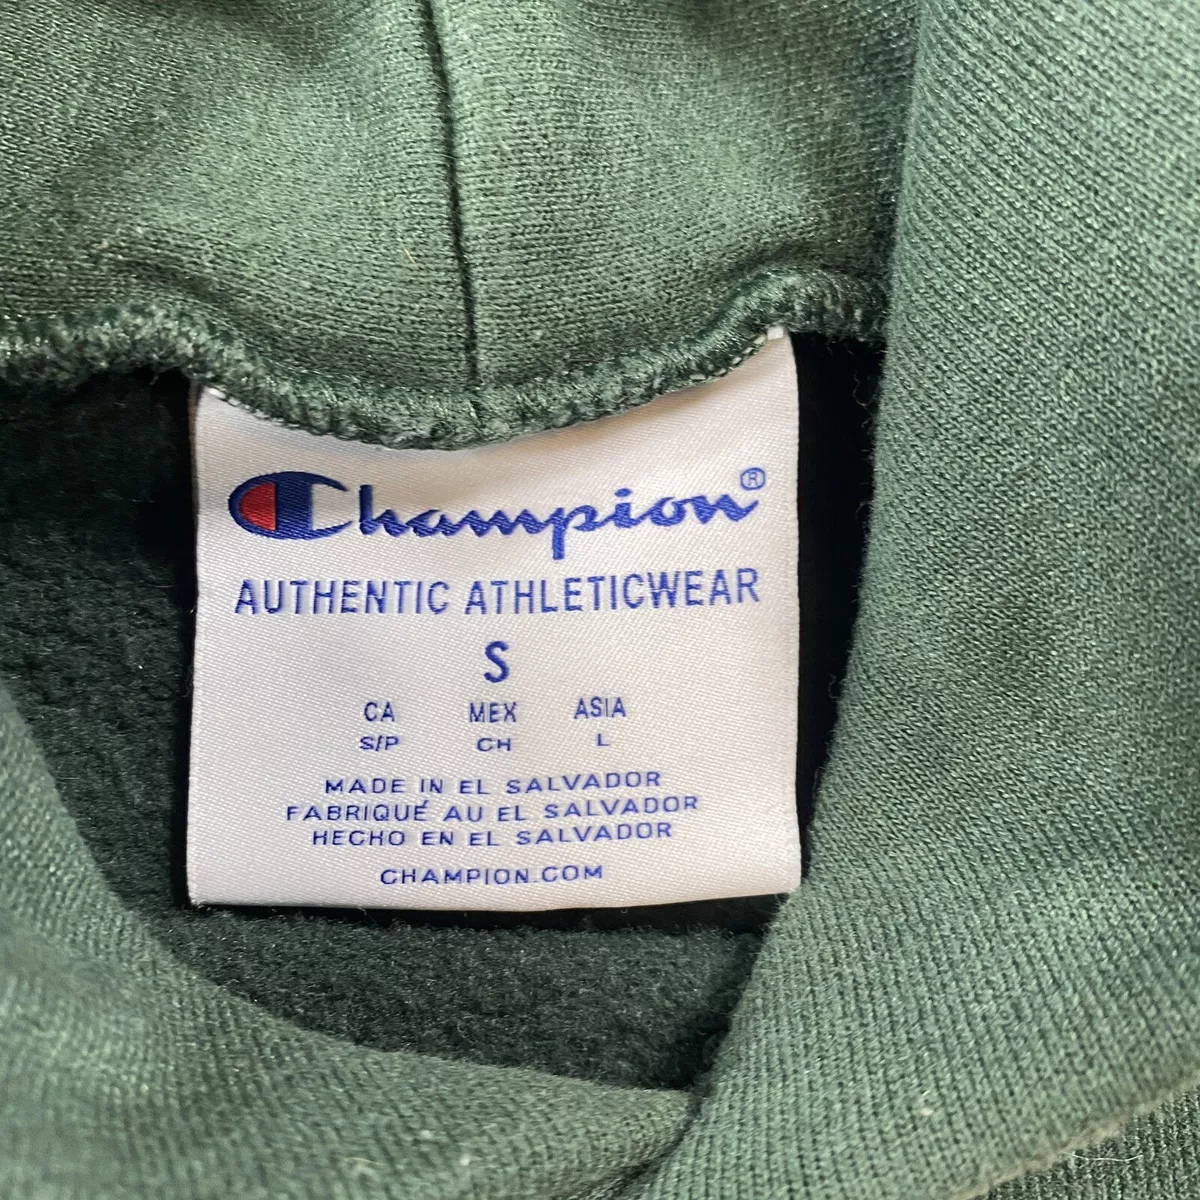 Champion®
AUTHENTIC ATHLETICWEAR
S
CA MEX ASIA
S/P CH L
MADE IN EL SALVADOR
FABRIQUÉ AU EL SALVADOR
HECHO EN EL SALVADOR
CHAMPION.COM